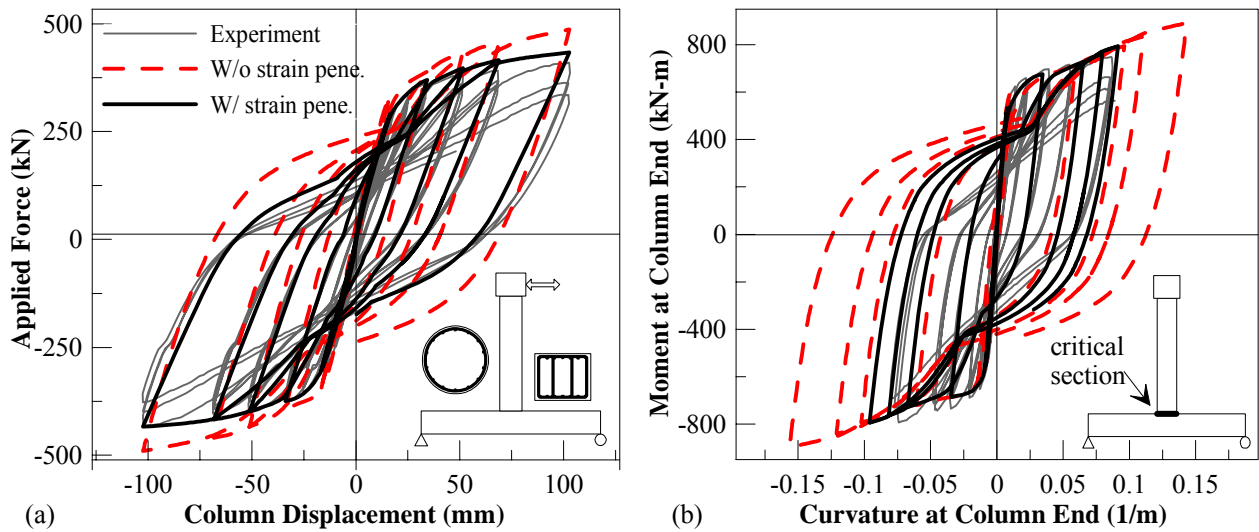 500
250
0
-250
-500
Applied Force (kN)
Experiment
W/o strain pene.
W/ strain pene.
-100
-50
0
50
100
(a)
Column Displacement (mm)
800
400
0
-400
-800
Moment at Column End (kN-m)
critical
section
-0.15
-0.1
-0.05
0
0.05
0.1
0.15
(b)
Curvature at Column End (1/m)